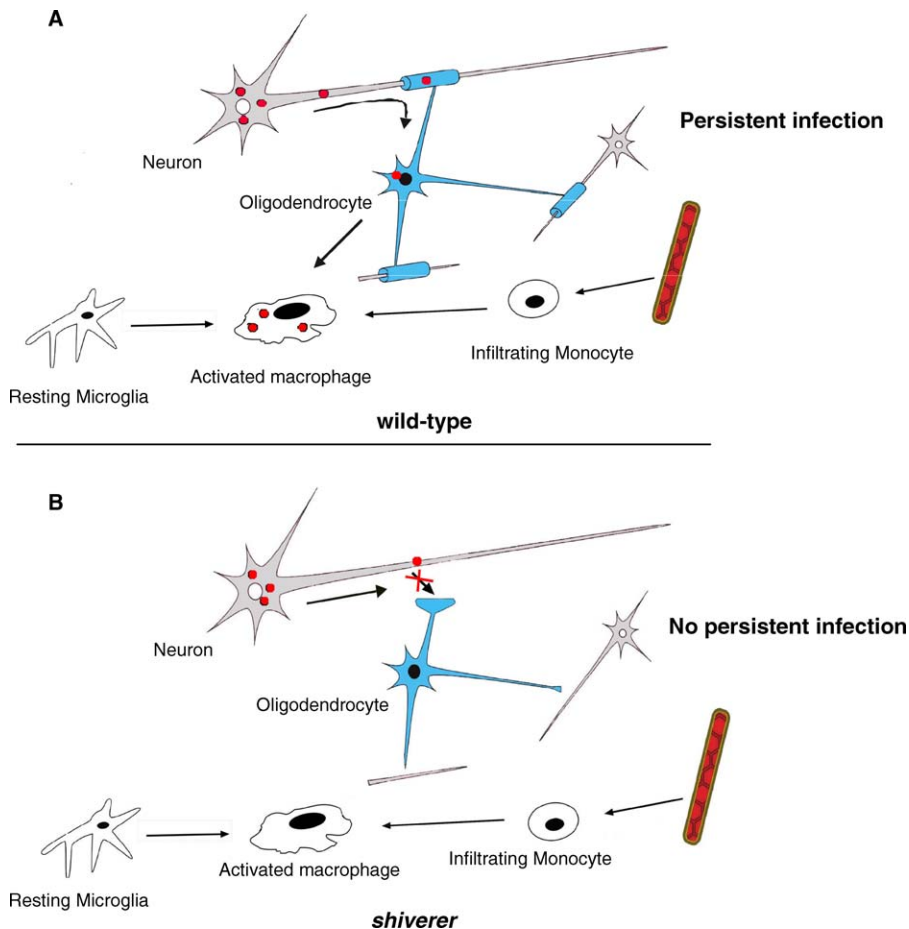 A
Neuron
Persistent infection
Oligodendrocyte
Infiltrating Monocyte
Activated macrophage
Resting Microglia
wild-type
B
Neuron
No persistent infection
Oligodendrocyte
Infiltrating Monocyte
Activated macrophage
Resting Microglia
shiverer